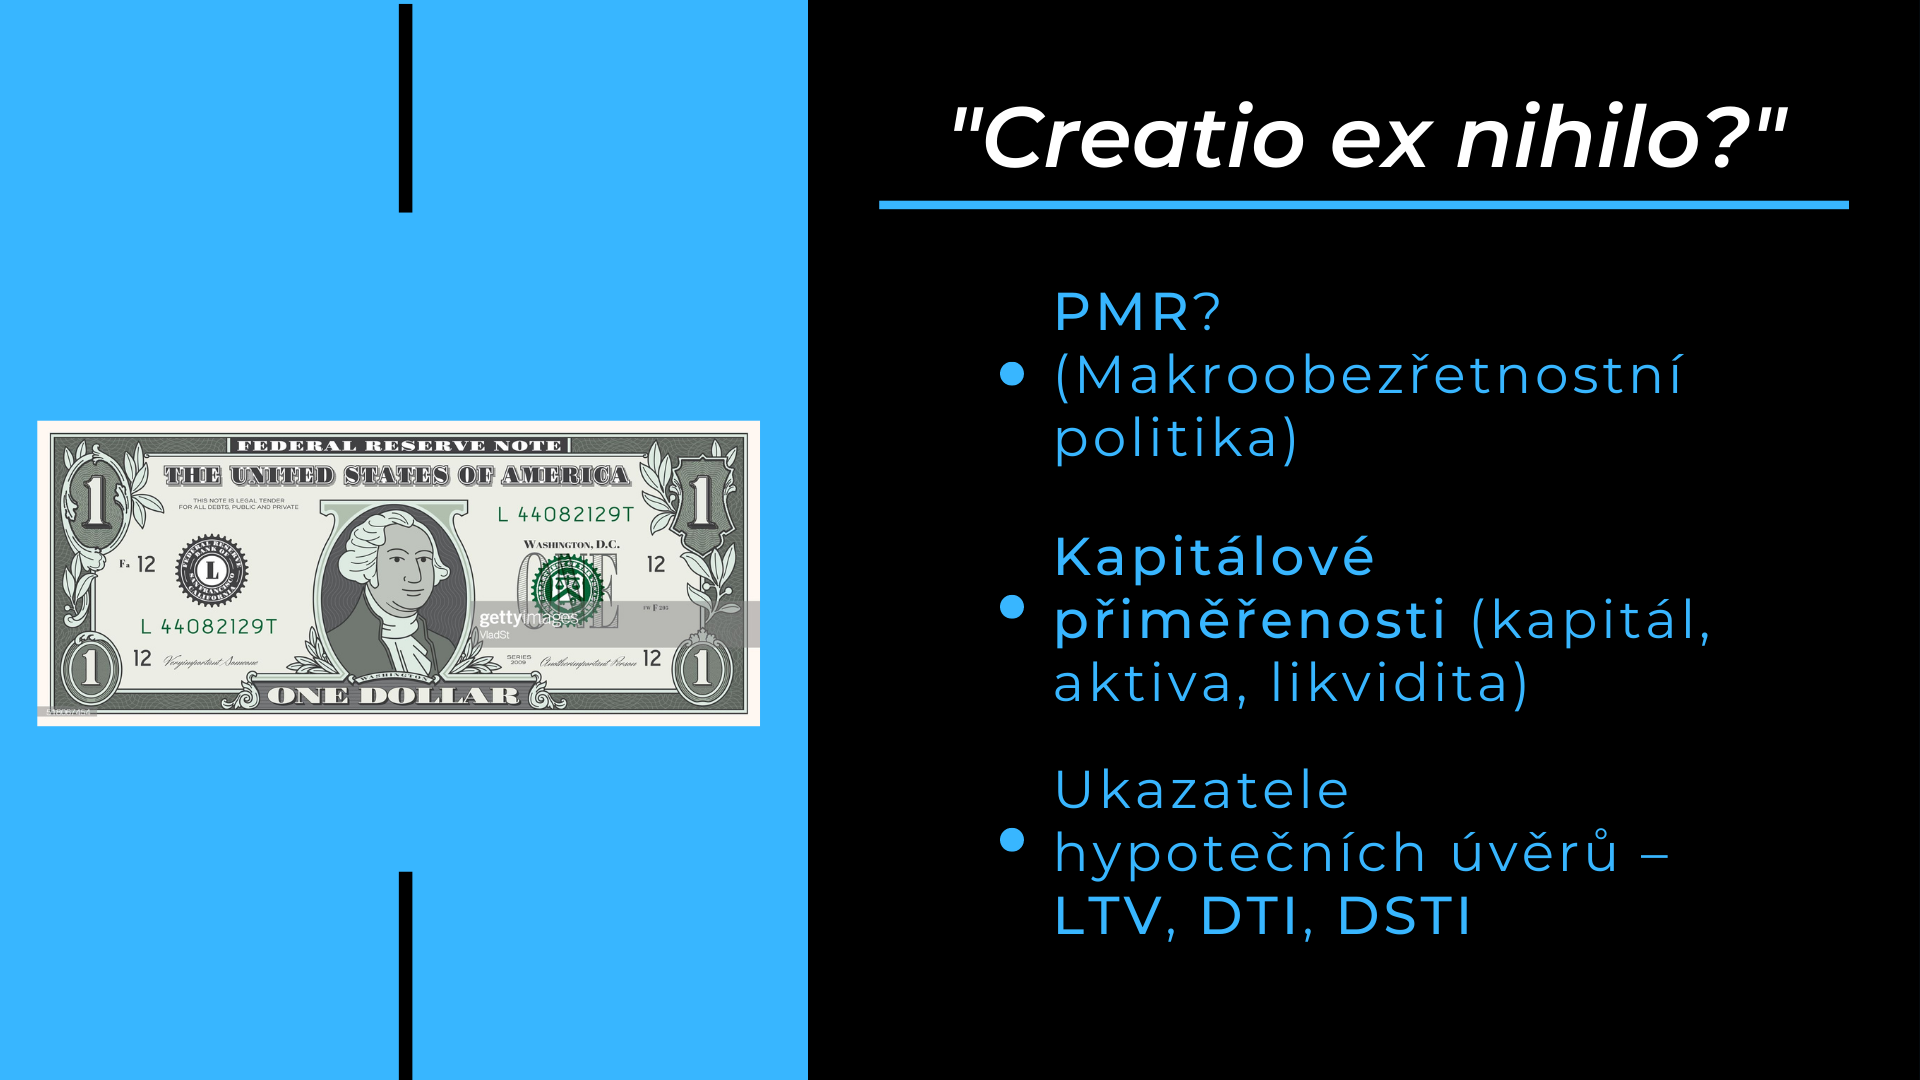 "Creatio ex nihilo?"
PMR?
(Makroobezřetnostní
politika)
Kapitálové
přiměřenosti (kapitál,
aktiva, likvidita)
Ukazatele
hypotečních úvěrů –
LTV, DTI, DSTI
FEDERAL RESERVE NOTE
THE UNITED STATES OF AMERICA
1
1
THIS NOTE IS LEGAL TENDER
FOR ALL DEBTS, PUBLIC AND PRIVATE
L 44082129T
WASHINGTON, D.C.
ONE
12
12
L
L 44082129T
gettyimages
VladSt
12
SERIES
2009
12
1
1
WASHINGTON
ONE DOLLAR